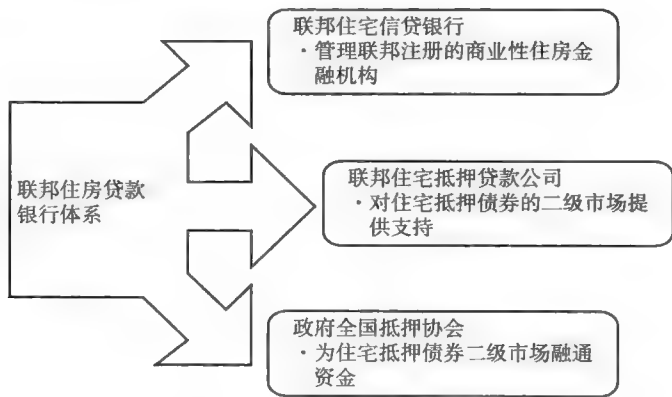 联邦住宅信贷银行
·管理联邦注册的商业性住房金
融机构
联邦住房贷款
银行体系
联邦住宅抵押贷款公司
·对住宅抵押债券的二级市场提
供支持
政府全国抵押协会
·为住宅抵押债券二级市场融通
资金